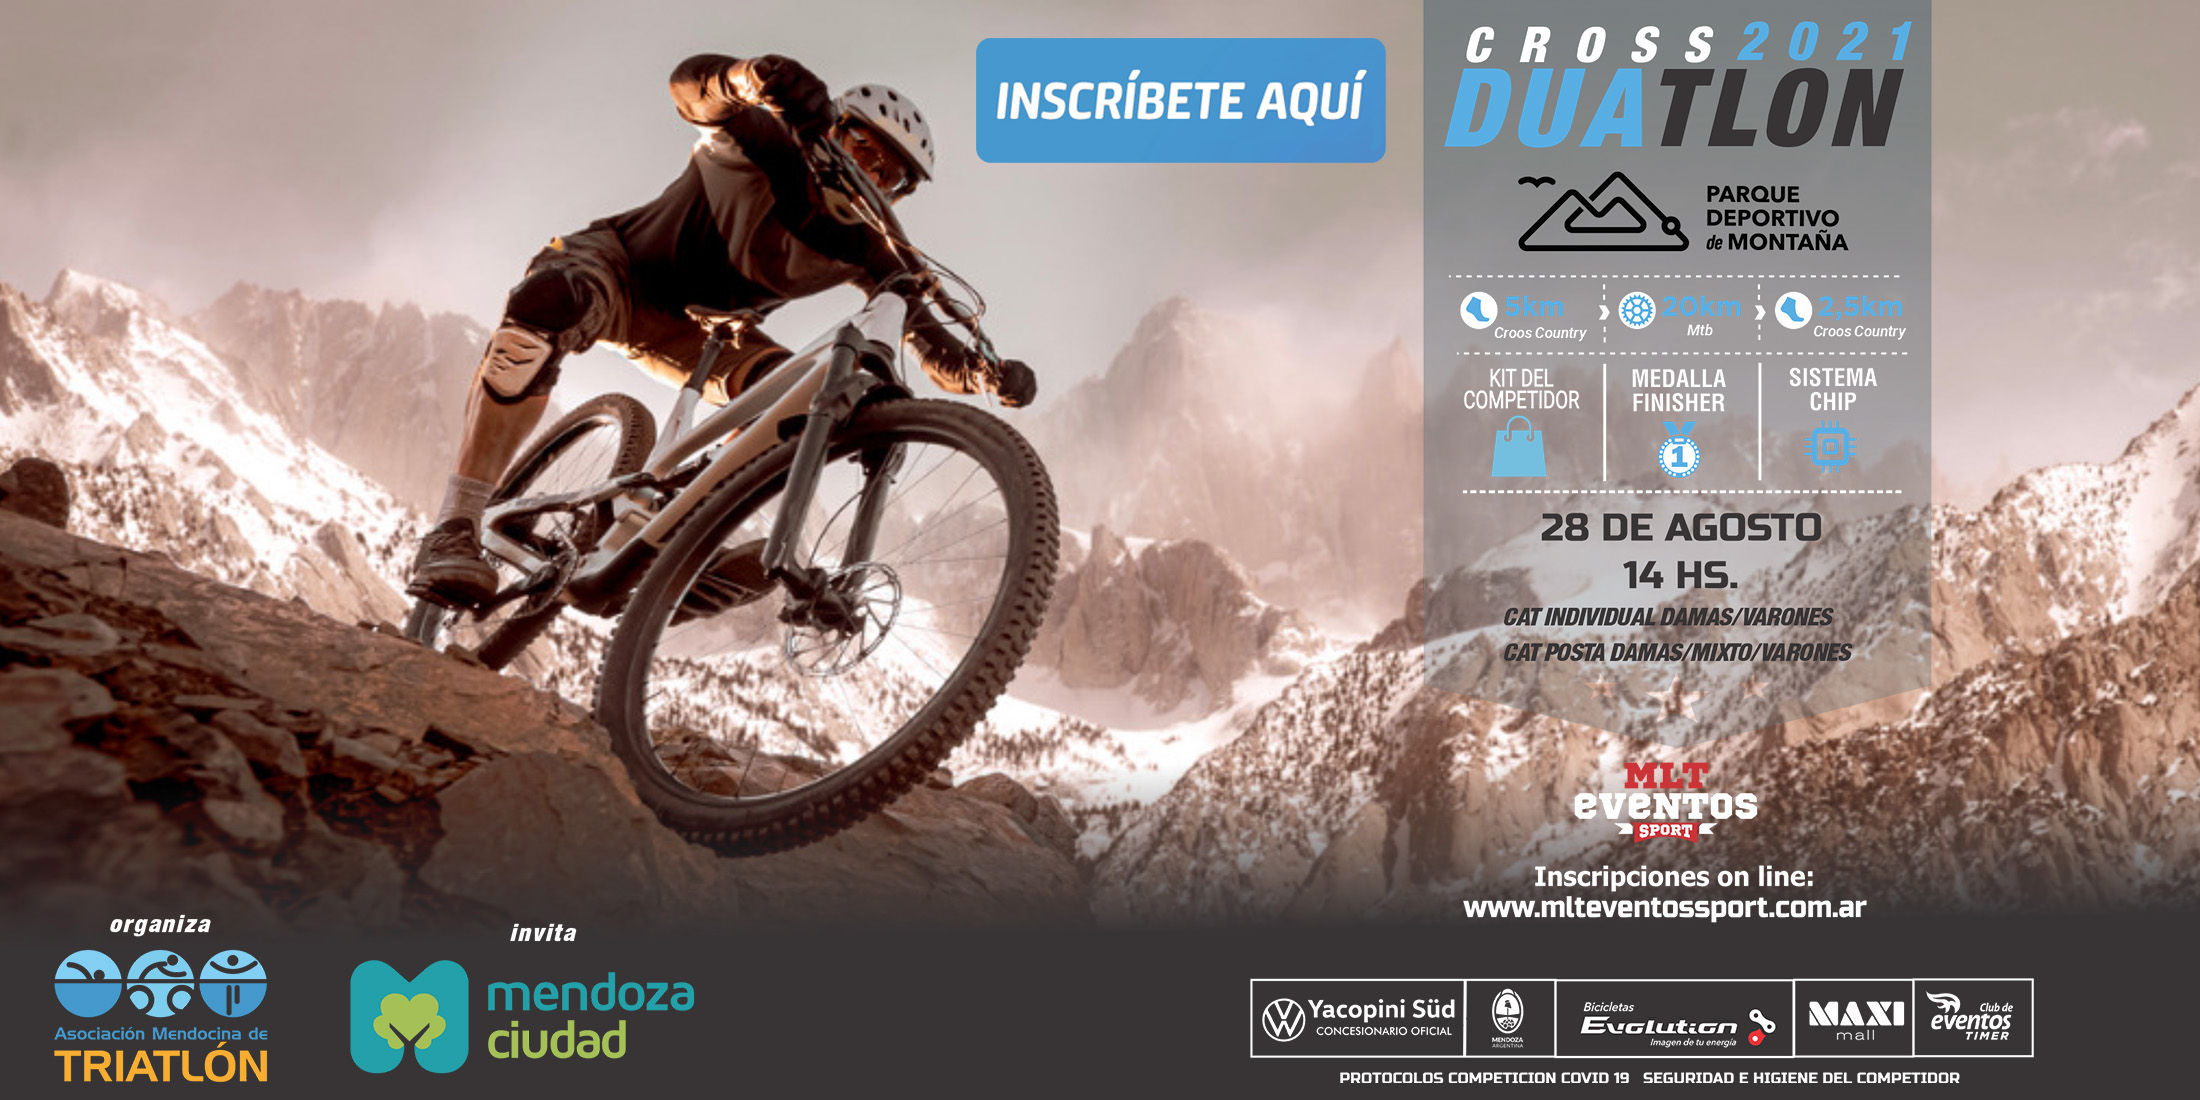 INSCRÍBETE AQUÍ
CROSS 2021
DUATLON
PARQUE
DEPORTIVO
de MONTAÑA
5km
Croos Country
20km
Mtb
2,5km
Croos Country
KIT DEL
COMPETIDOR
MEDALLA
FINISHER
1
SISTEMA
CHIP
28 DE AGOSTO
14 HS.
CAT INDIVIDUAL DAMAS/VARONES
CAT POSTA DAMAS/MIXTO/VARONES
MLT
eventos
SPORT
Inscripciones on line:
www.mlteventossport.com.ar
organiza
Asociación Mendocina de
TRIATLÓN
invita
mendoza
ciudad
Yacopini Süd
CONCESIONARIO OFICIAL
MENDOZA
ARGENTINA
Bicicletas
Evolution
Imagen de tu energía
MAXI
mall
Club de
eventos
TIMER
PROTOCOLOS COMPETICION COVID 19 SEGURIDAD E HIGIENE DEL COMPETIDOR